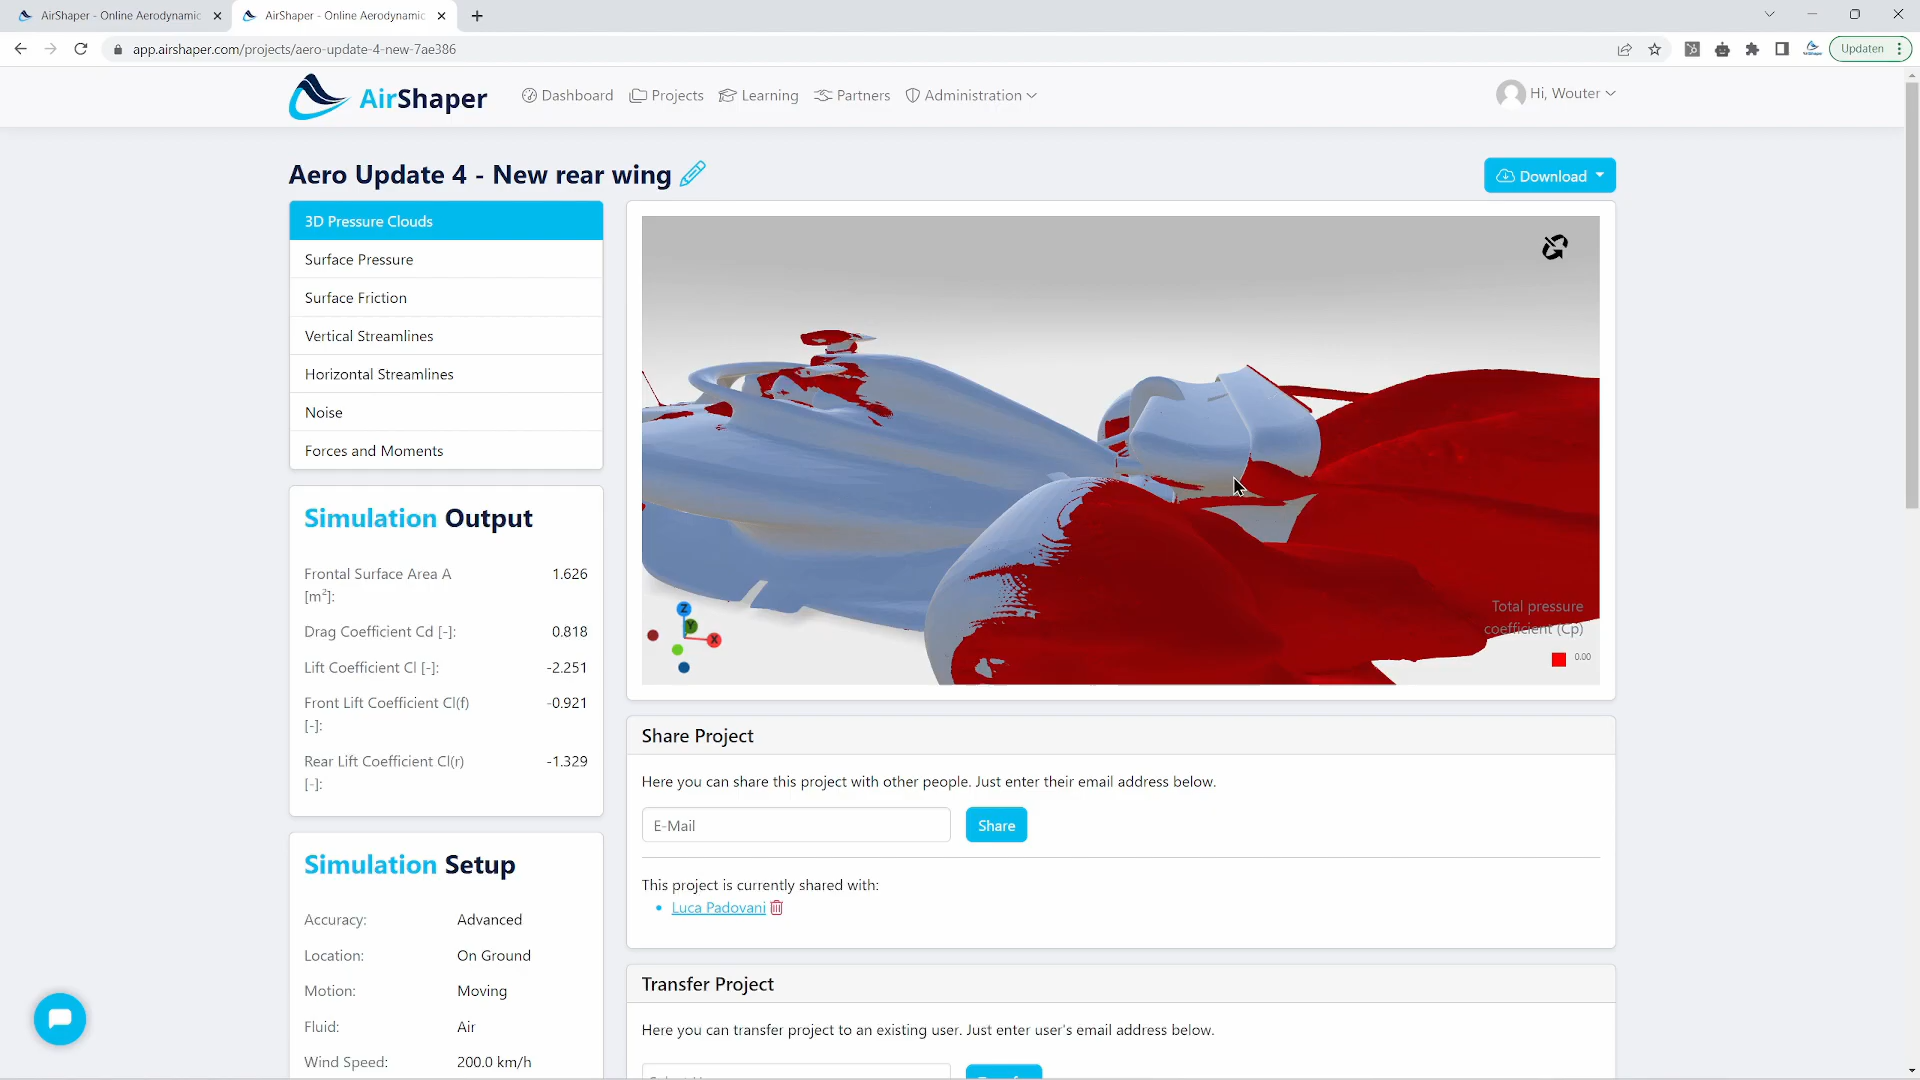 AirShaper - Online Aerodynamic
AirShaper - Online Aerodynamic
app.airshaper.com/projects/aero-update-4-new-7ae386
Updaten
AirShaper
Dashboard
Projects
Learning
Partners
Administration
Hi, Wouter
Aero Update 4 - New rear wing
Download
3D Pressure Clouds
Surface Pressure
Surface Friction
Vertical Streamlines
Horizontal Streamlines
Noise
Forces and Moments
Z
Y
X
Total pressure
coefficient (Cp)
0.00
Simulation Output
Frontal Surface Area A
[m²]:
1.626
Drag Coefficient Cd [-]:
0.818
Lift Coefficient Cl [-]:
-2.251
Front Lift Coefficient Cl(f)
[-]:
-0.921
Rear Lift Coefficient Cl(r)
[-]:
-1.329
Simulation Setup
Accuracy:
Advanced
Location:
On Ground
Motion:
Moving
Fluid:
Air
Wind Speed:
200.0 km/h
Share Project
Here you can share this project with other people. Just enter their email address below.
E-Mail
Share
This project is currently shared with:
Luca Padovani
Transfer Project
Here you can transfer project to an existing user. Just enter user's email address below.